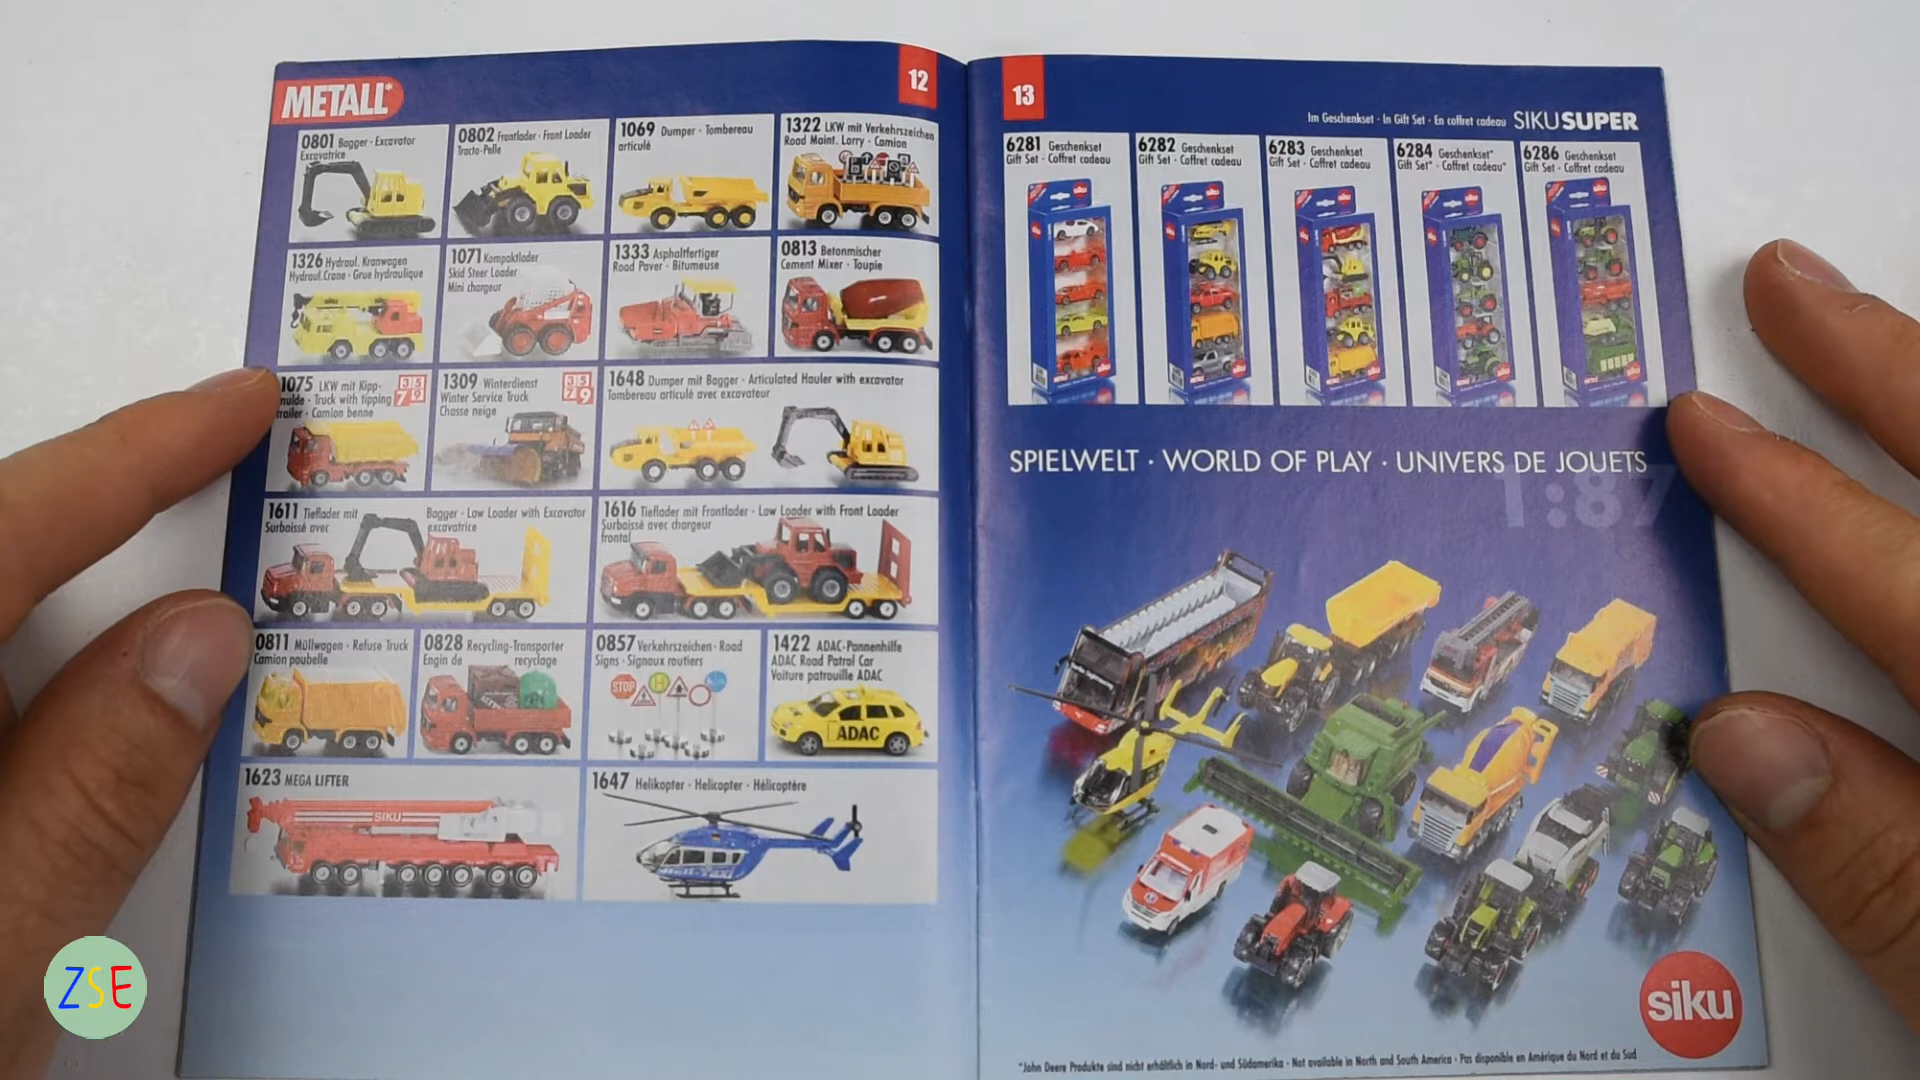 METALL*
12
0801 Bagger · Excavator
Excavatrice
0802 Frontlader · Front Loader
Tracto-Pelle
1069 Dumper · Tombereau
articulé
1322 LKW mit Verkehrszeichen
Road Maint. Lorry · Camion
1326 Hydraul. Kranwagen
Hydraul. Crane · Grue hydraulique
siku
1071 Kompaktlader
Skid Steer Loader
Mini chargeur
1333 Asphaltfertiger
Road Paver · Bitumeuse
0813 Betonmischer
Cement Mixer · Toupie
1075 LKW mit Kipp-
mulde · Truck with tipping
trailer · Camion benne
1309 Winterdienst
Winter Service Truck
Chasse neige
1648 Dumper mit Bagger · Articulated Hauler with excavator
Tombereau articulé avec excavateur
1611 Tieflader mit Bagger · Low Loader with Excavator
Surbaissé avec excavatrice
1616 Tieflader mit Frontlader · Low Loader with Front Loader
Surbaissé avec chargeur
frontal
0811 Müllwagen · Refuse Truck
Camion poubelle
0828 Recycling-Transporter
Engin de recyclage
0857 Verkehrszeichen · Road
Signs · Signaux routiers
STOP
H
1422 ADAC-Pannenhilfe
ADAC Road Patrol Car
Voiture patrouille ADAC
ADAC
1623 MEGA LIFTER
SIKU
1647 Helikopter · Helicopter · Hélicoptère
Heli-Taxi
13
Im Geschenkset · In Gift Set · En coffret cadeau SIKU SUPER
6281 Geschenkset
Gift Set · Coffret cadeau
6282 Geschenkset
Gift Set · Coffret cadeau
6283 Geschenkset
Gift Set · Coffret cadeau
6284 Geschenkset*
Gift Set* · Coffret cadeau*
6286 Geschenkset
Gift Set · Coffret cadeau
SPIELWELT · WORLD OF PLAY · UNIVERS DE JOUETS
1:87
siku
*John Deere Produkte sind nicht erhältlich in Nord- und Südamerika · Not available in North and South America · Pas disponible en Amérique du Nord et du Sud
ZSE